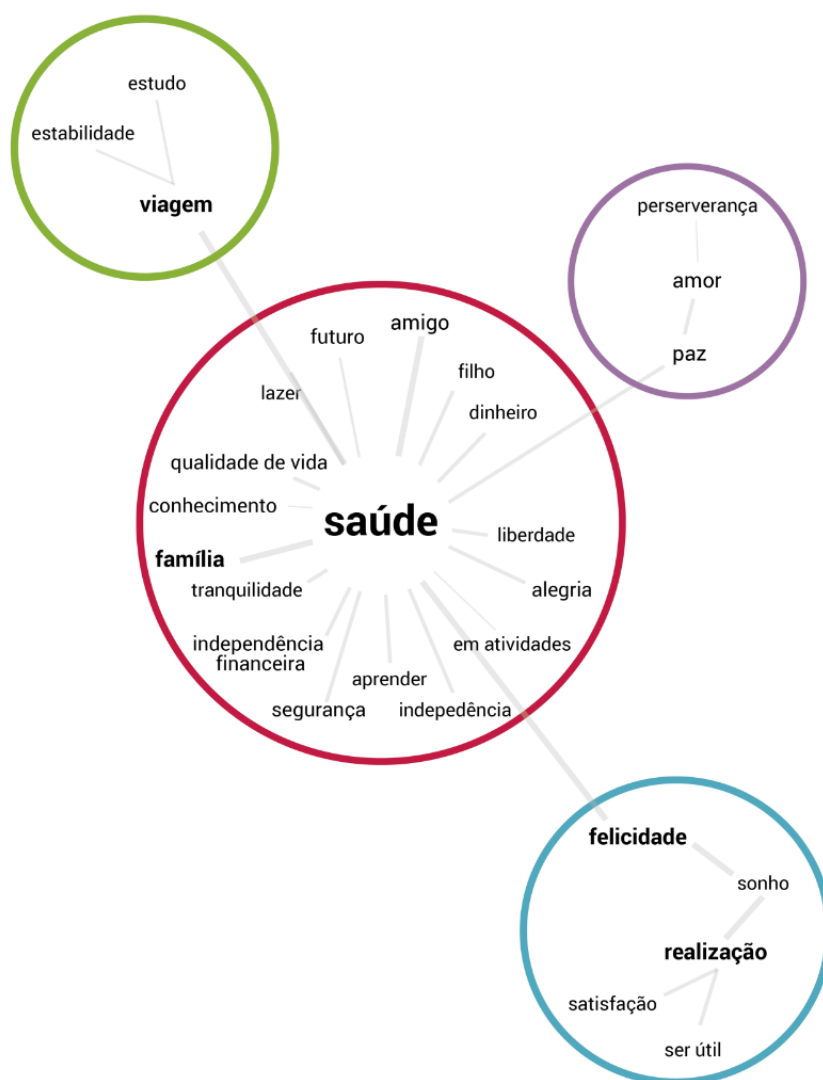 estudo
estabilidade
viagem
perserverança
amor
paz
futuro
amigo
lazer
filho
dinheiro
qualidade de vida
conhecimento
saúde
família
liberdade
tranquilidade
alegria
independência
financeira
em atividades
aprender
segurança
indepedência
felicidade
sonho
realização
satisfação
ser útil